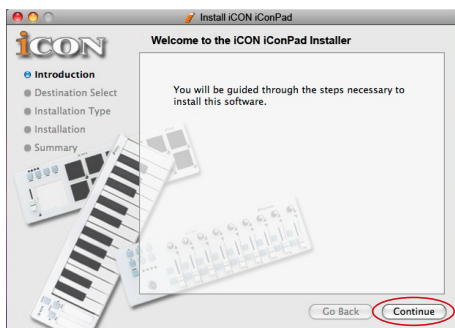 Install iCON iConPad
icon
Welcome to the iCON iConPad Installer
Introduction
Destination Select
Installation Type
Installation
Summary
You will be guided through the steps necessary to
install this software.
Go Back
Continue